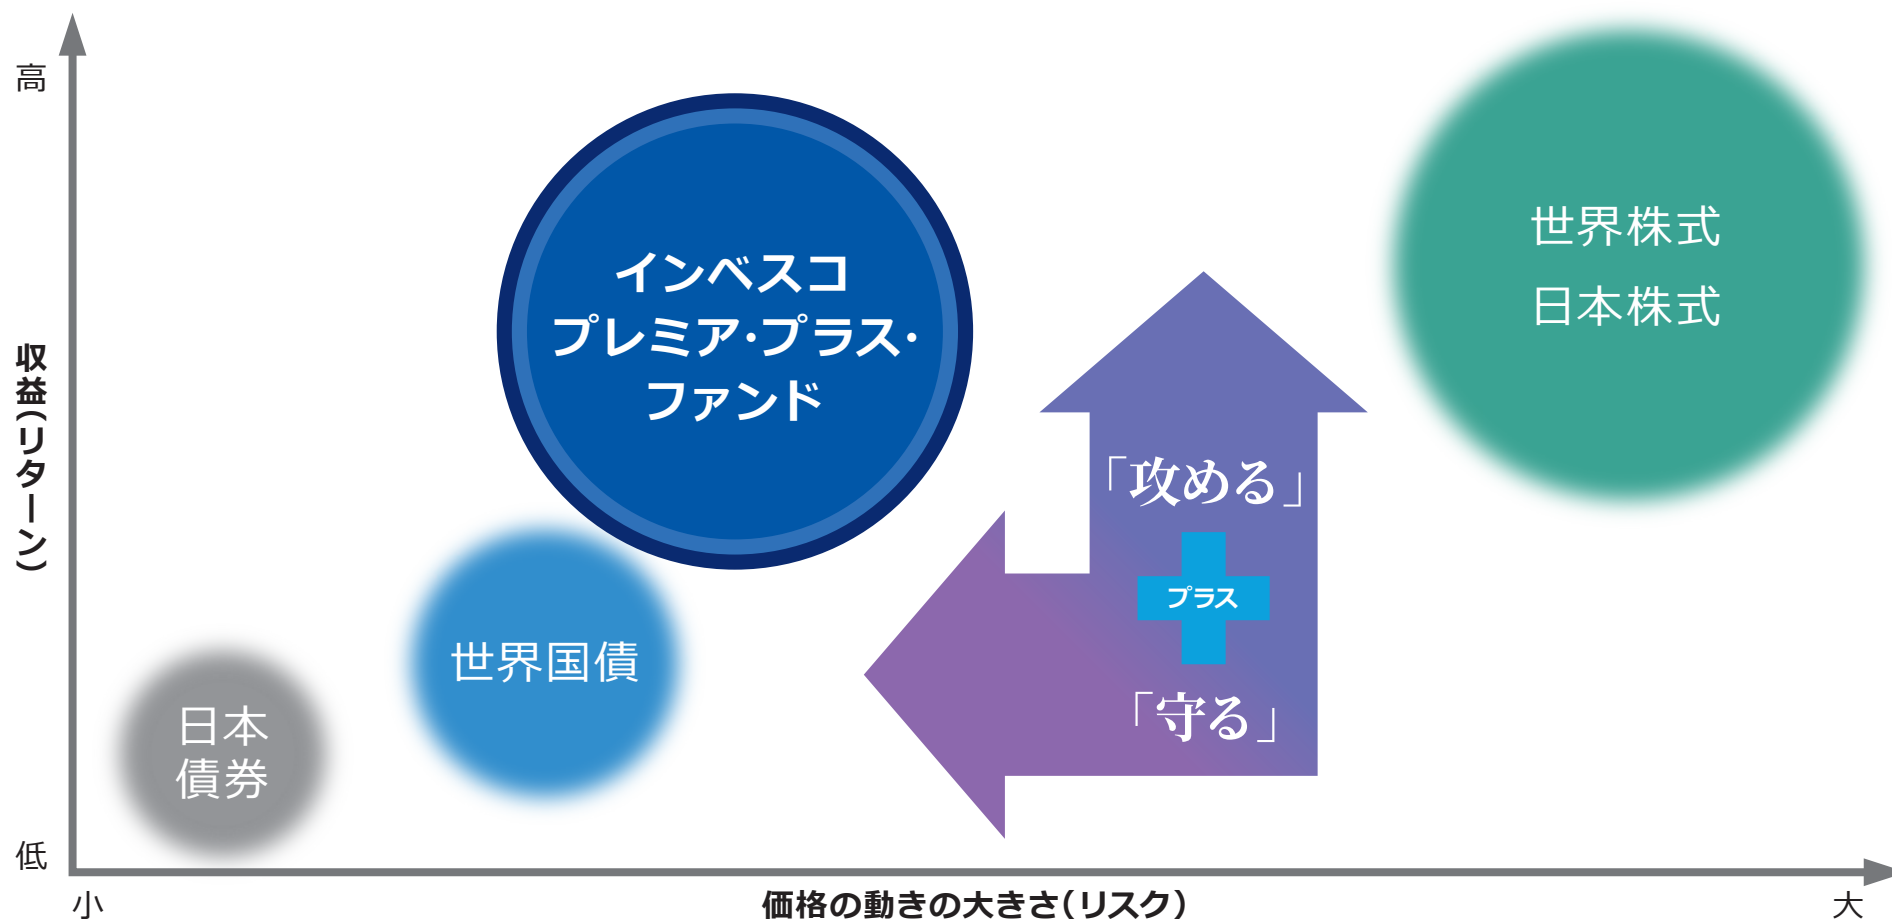 高
収益(リターン)
低
小
価格の動きの大きさ(リスク)
大
インベスコ
プレミア・プラス・
ファンド
世界株式
日本株式
「攻める」
プラス
「守る」
世界国債
日本
債券